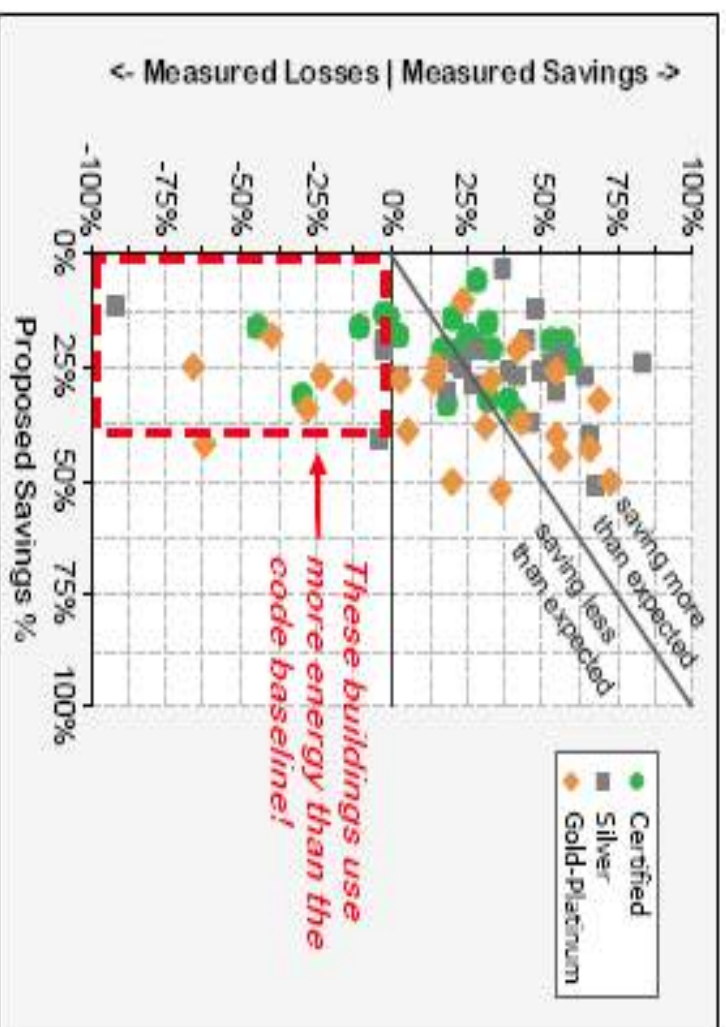 <- Measured Losses | Measured Savings ->
100%
75%
50%
25%
0%
-25%
-50%
-75%
-100%
0%
25%
50%
75%
100%
Proposed Savings %
saving more
than expected
saving less
than expected
These buildings use
more energy than the
code baseline!
Certified
Silver
Gold-Platinum